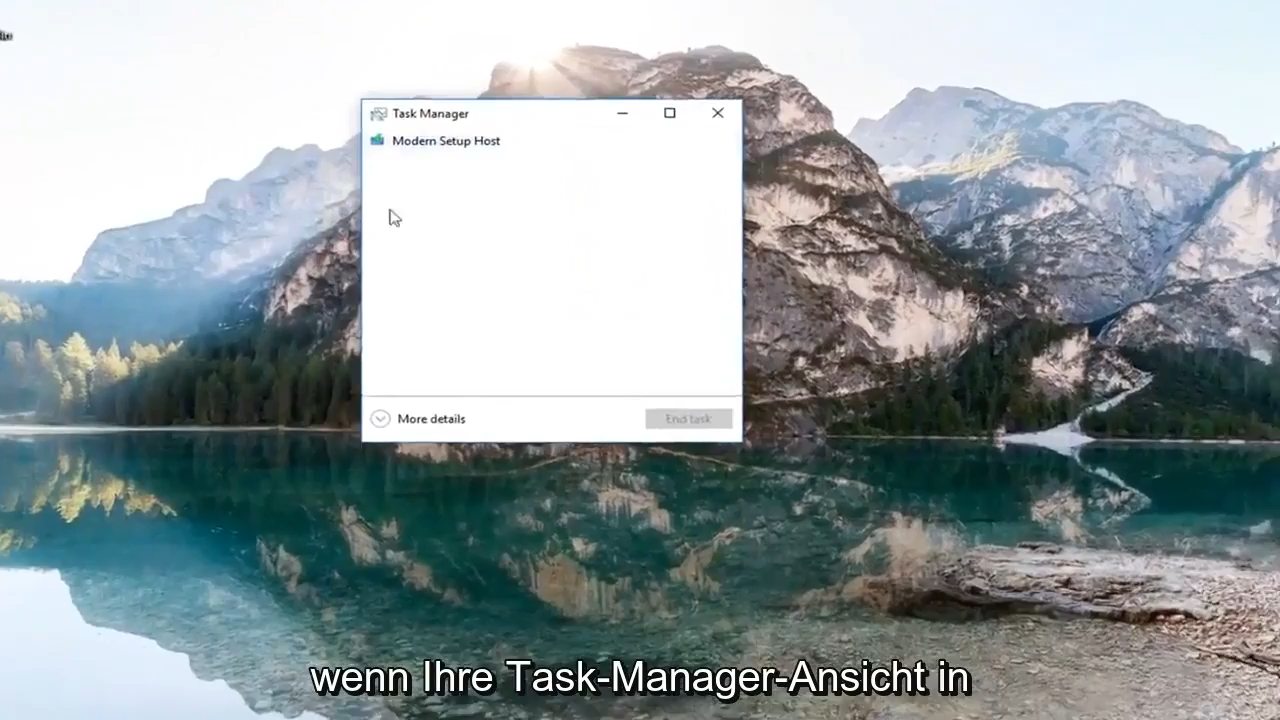 Task Manager
Modern Setup Host
More details
End task
wenn Ihre Task-Manager-Ansicht in